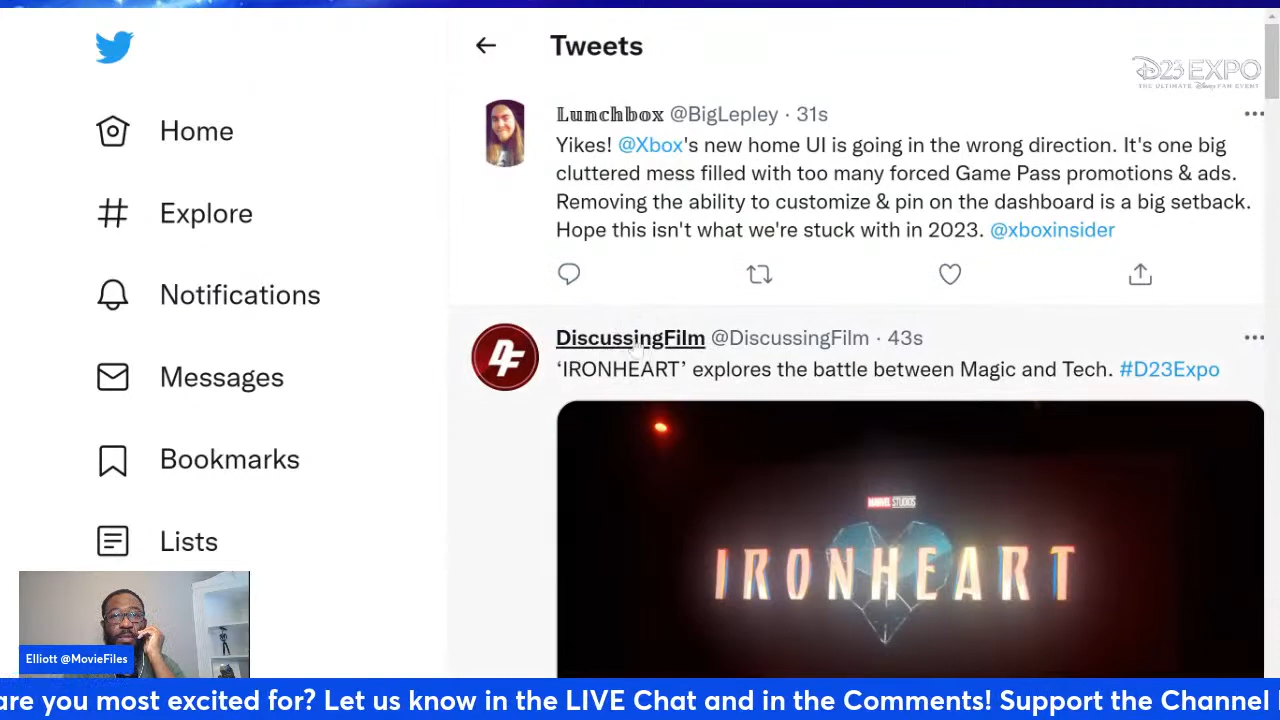 Tweets
D23 EXPO
THE ULTIMATE Disney FAN EVENT
Home
Explore
Notifications
Messages
Bookmarks
Lists
𝕃𝕦𝕟𝕔𝕙𝕓𝕠𝕩 @BigLepley · 31s
Yikes! @Xbox's new home UI is going in the wrong direction. It's one big
cluttered mess filled with too many forced Game Pass promotions & ads.
Removing the ability to customize & pin on the dashboard is a big setback.
Hope this isn't what we're stuck with in 2023. @xboxinsider
DiscussingFilm @DiscussingFilm · 43s
‘IRONHEART’ explores the battle between Magic and Tech. #D23Expo
DF
MARVEL STUDIOS
IRONHEART
Elliott @MovieFiles
are you most excited for? Let us know in the LIVE Chat and in the Comments! Support the Channel